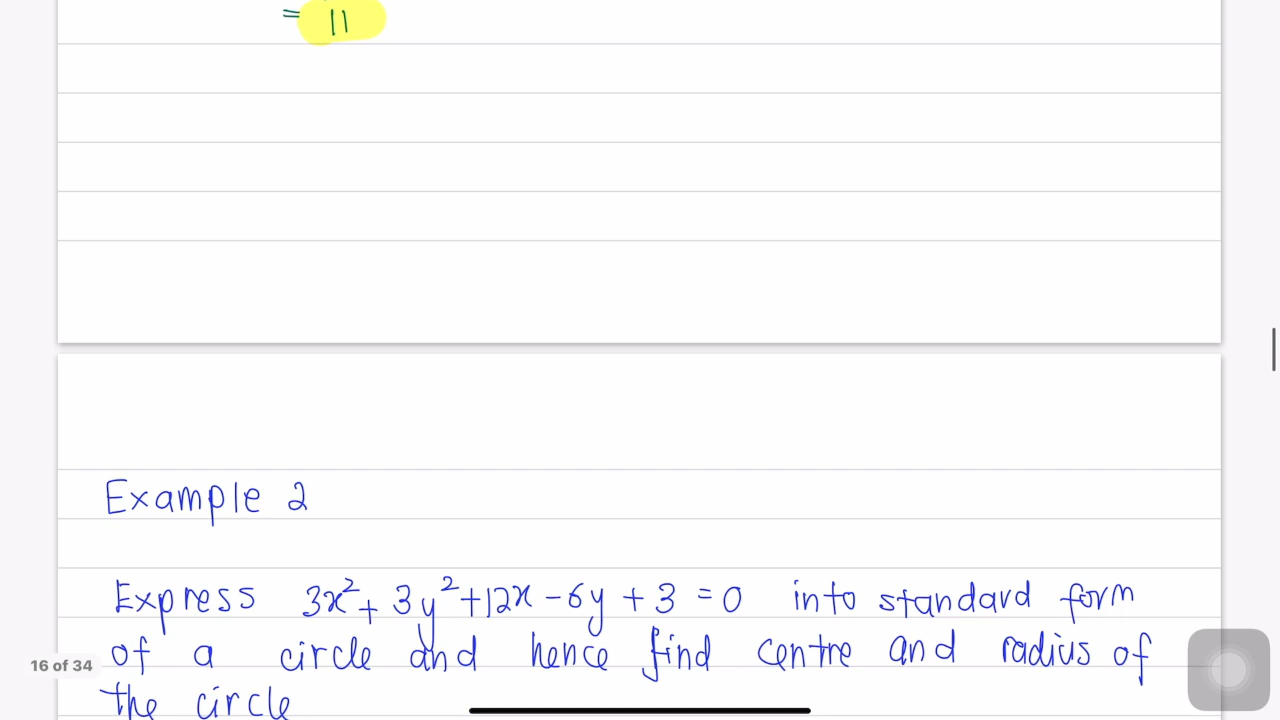 = 11
Example 2
Express 3x² + 3y² + 12x - 6y + 3 = 0 into standard form
of a circle and hence find centre and radius of
16 of 34
the circle